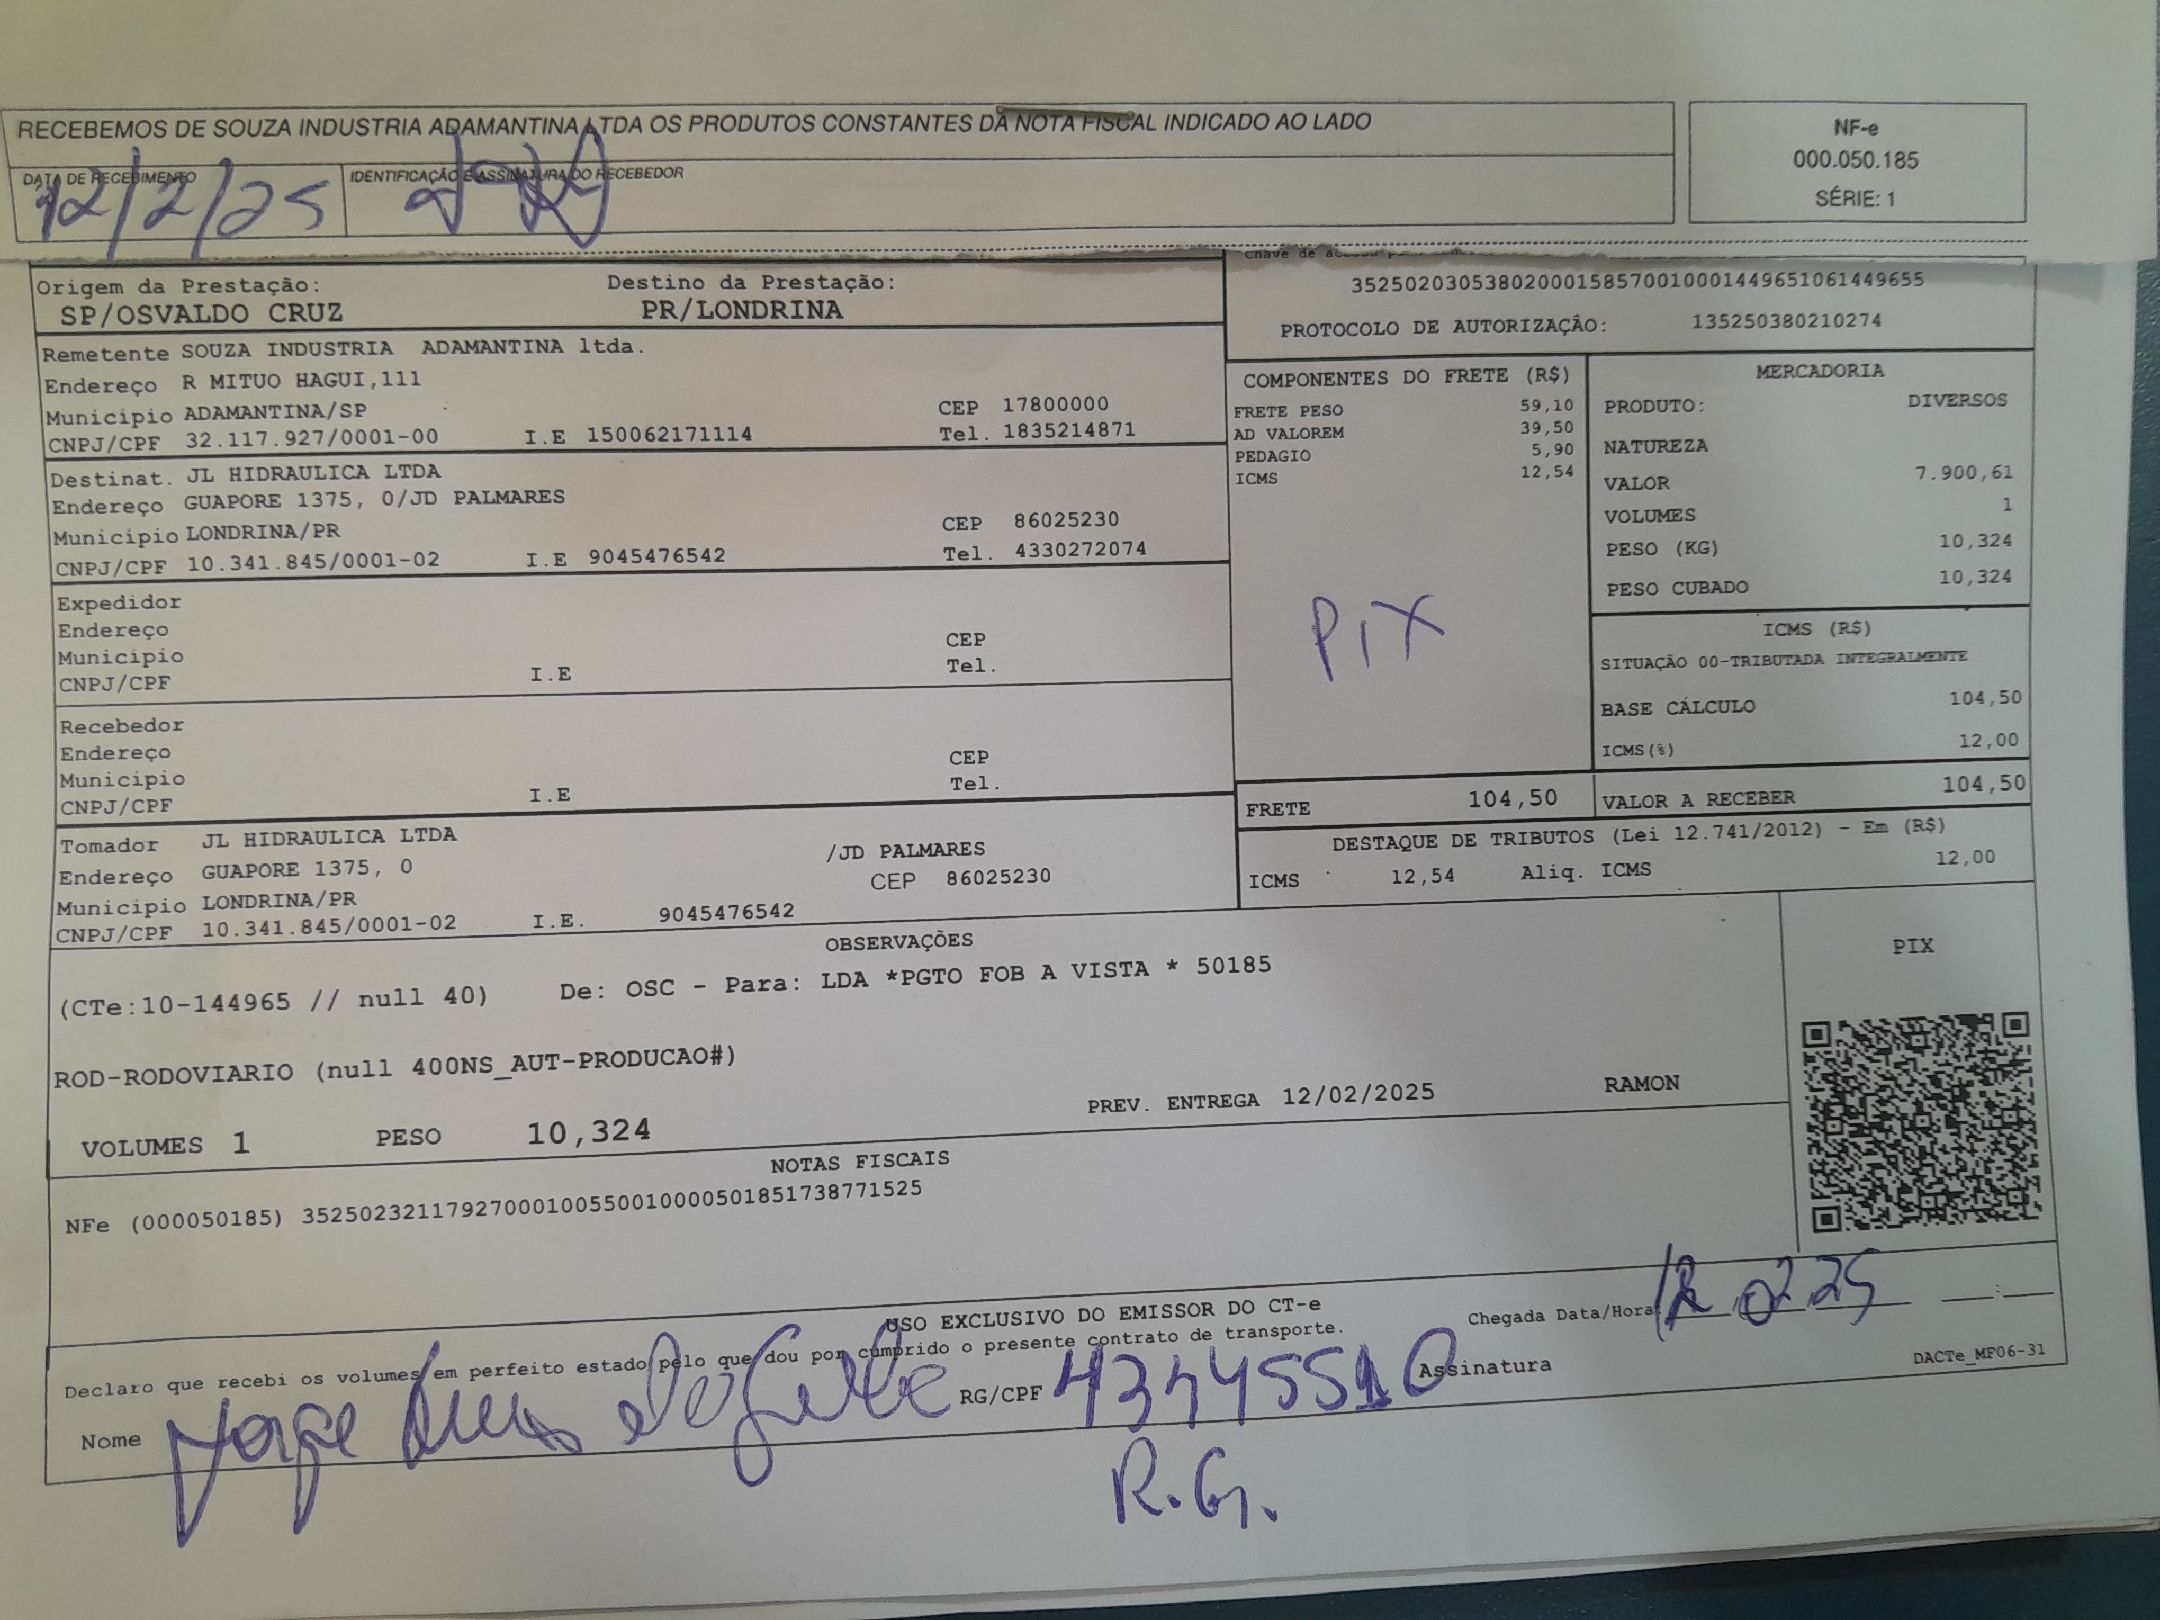 RECEBEMOS DE SOUZA INDUSTRIA ADAMANTINA LTDA OS PRODUTOS CONSTANTES DA NOTA FISCAL INDICADO AO LADO
DATA DE RECEBIMENTO
12/2/25
IDENTIFICAÇÃO E ASSINATURA DO RECEBEDOR
NF-e
000.050.185
SÉRIE: 1
Origem da Prestação:
SP/OSVALDO CRUZ
Destino da Prestação:
PR/LONDRINA
Chave de
35250203053802000158570010001449651061449655
PROTOCOLO DE AUTORIZAÇÃO: 135250380210274
Remetente SOUZA INDUSTRIA ADAMANTINA ltda.
Endereço R MITUO HAGUI,111
Município ADAMANTINA/SP CEP 17800000
CNPJ/CPF 32.117.927/0001-00 I.E 150062171114 Tel. 1835214871
Destinat. JL HIDRAULICA LTDA
Endereço GUAPORE 1375, 0/JD PALMARES
Município LONDRINA/PR CEP 86025230
CNPJ/CPF 10.341.845/0001-02 I.E 9045476542 Tel. 4330272074
Expedidor
Endereço
Município CEP
CNPJ/CPF I.E Tel.
Recebedor
Endereço
Município CEP
CNPJ/CPF I.E Tel.
Tomador JL HIDRAULICA LTDA
Endereço GUAPORE 1375, 0 /JD PALMARES
Município LONDRINA/PR CEP 86025230
CNPJ/CPF 10.341.845/0001-02 I.E. 9045476542
COMPONENTES DO FRETE (R$)
FRETE PESO 59,10
AD VALOREM 39,50
PEDAGIO 5,90
ICMS 12,54
PIX
MERCADORIA
PRODUTO: DIVERSOS
NATUREZA
VALOR 7.900,61
VOLUMES 1
PESO (KG) 10,324
PESO CUBADO 10,324
ICMS (R$)
SITUAÇÃO 00-TRIBUTADA INTEGRALMENTE
BASE CÁLCULO 104,50
ICMS(%) 12,00
FRETE 104,50
VALOR A RECEBER 104,50
DESTAQUE DE TRIBUTOS (Lei 12.741/2012) - Em (R$)
ICMS 12,54 Aliq. ICMS 12,00
OBSERVAÇÕES
(CTe:10-144965 // null 40) De: OSC - Para: LDA *PGTO FOB A VISTA * 50185
ROD-RODOVIARIO (null 400NS_AUT-PRODUCAO#)
PREV. ENTREGA 12/02/2025 RAMON
VOLUMES 1 PESO 10,324
PIX
NOTAS FISCAIS
NFe (000050185) 35250232117927000100550010000501851738771525
USO EXCLUSIVO DO EMISSOR DO CT-e
Declaro que recebi os volumes em perfeito estado pelo que dou por cumprido o presente contrato de transporte.
Chegada Data/Hora 12 02 25 :
Nome Jorge RG/CPF 434455510 Assinatura
DACTe_MF06-31
R.G.